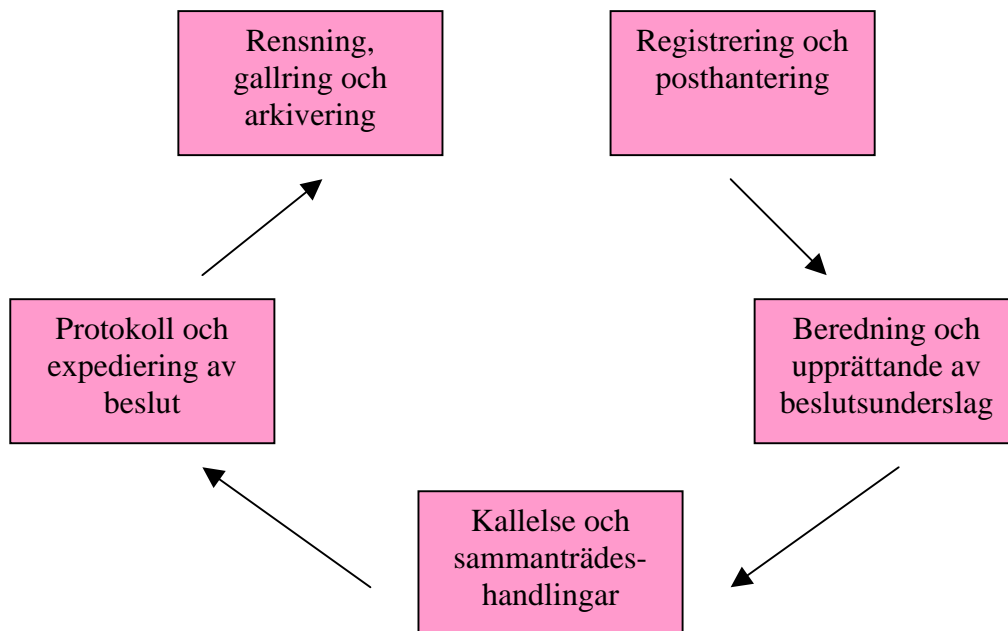 Rensning,
gallring och
arkivering
Registrering och
posthantering
Protokoll och
expediering av
beslut
Beredning och
upprättande av
beslutsunderslag
Kallelse och
sammanträdes-
handlingar